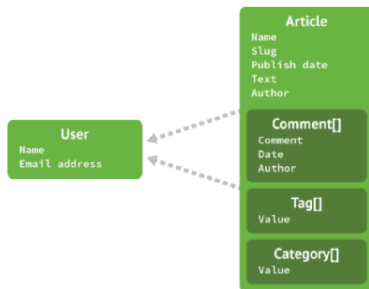 User
Name
Email address
Article
Name
Slug
Publish date
Text
Author
Comment[]
Comment
Date
Author
Tag[]
Value
Category[]
Value